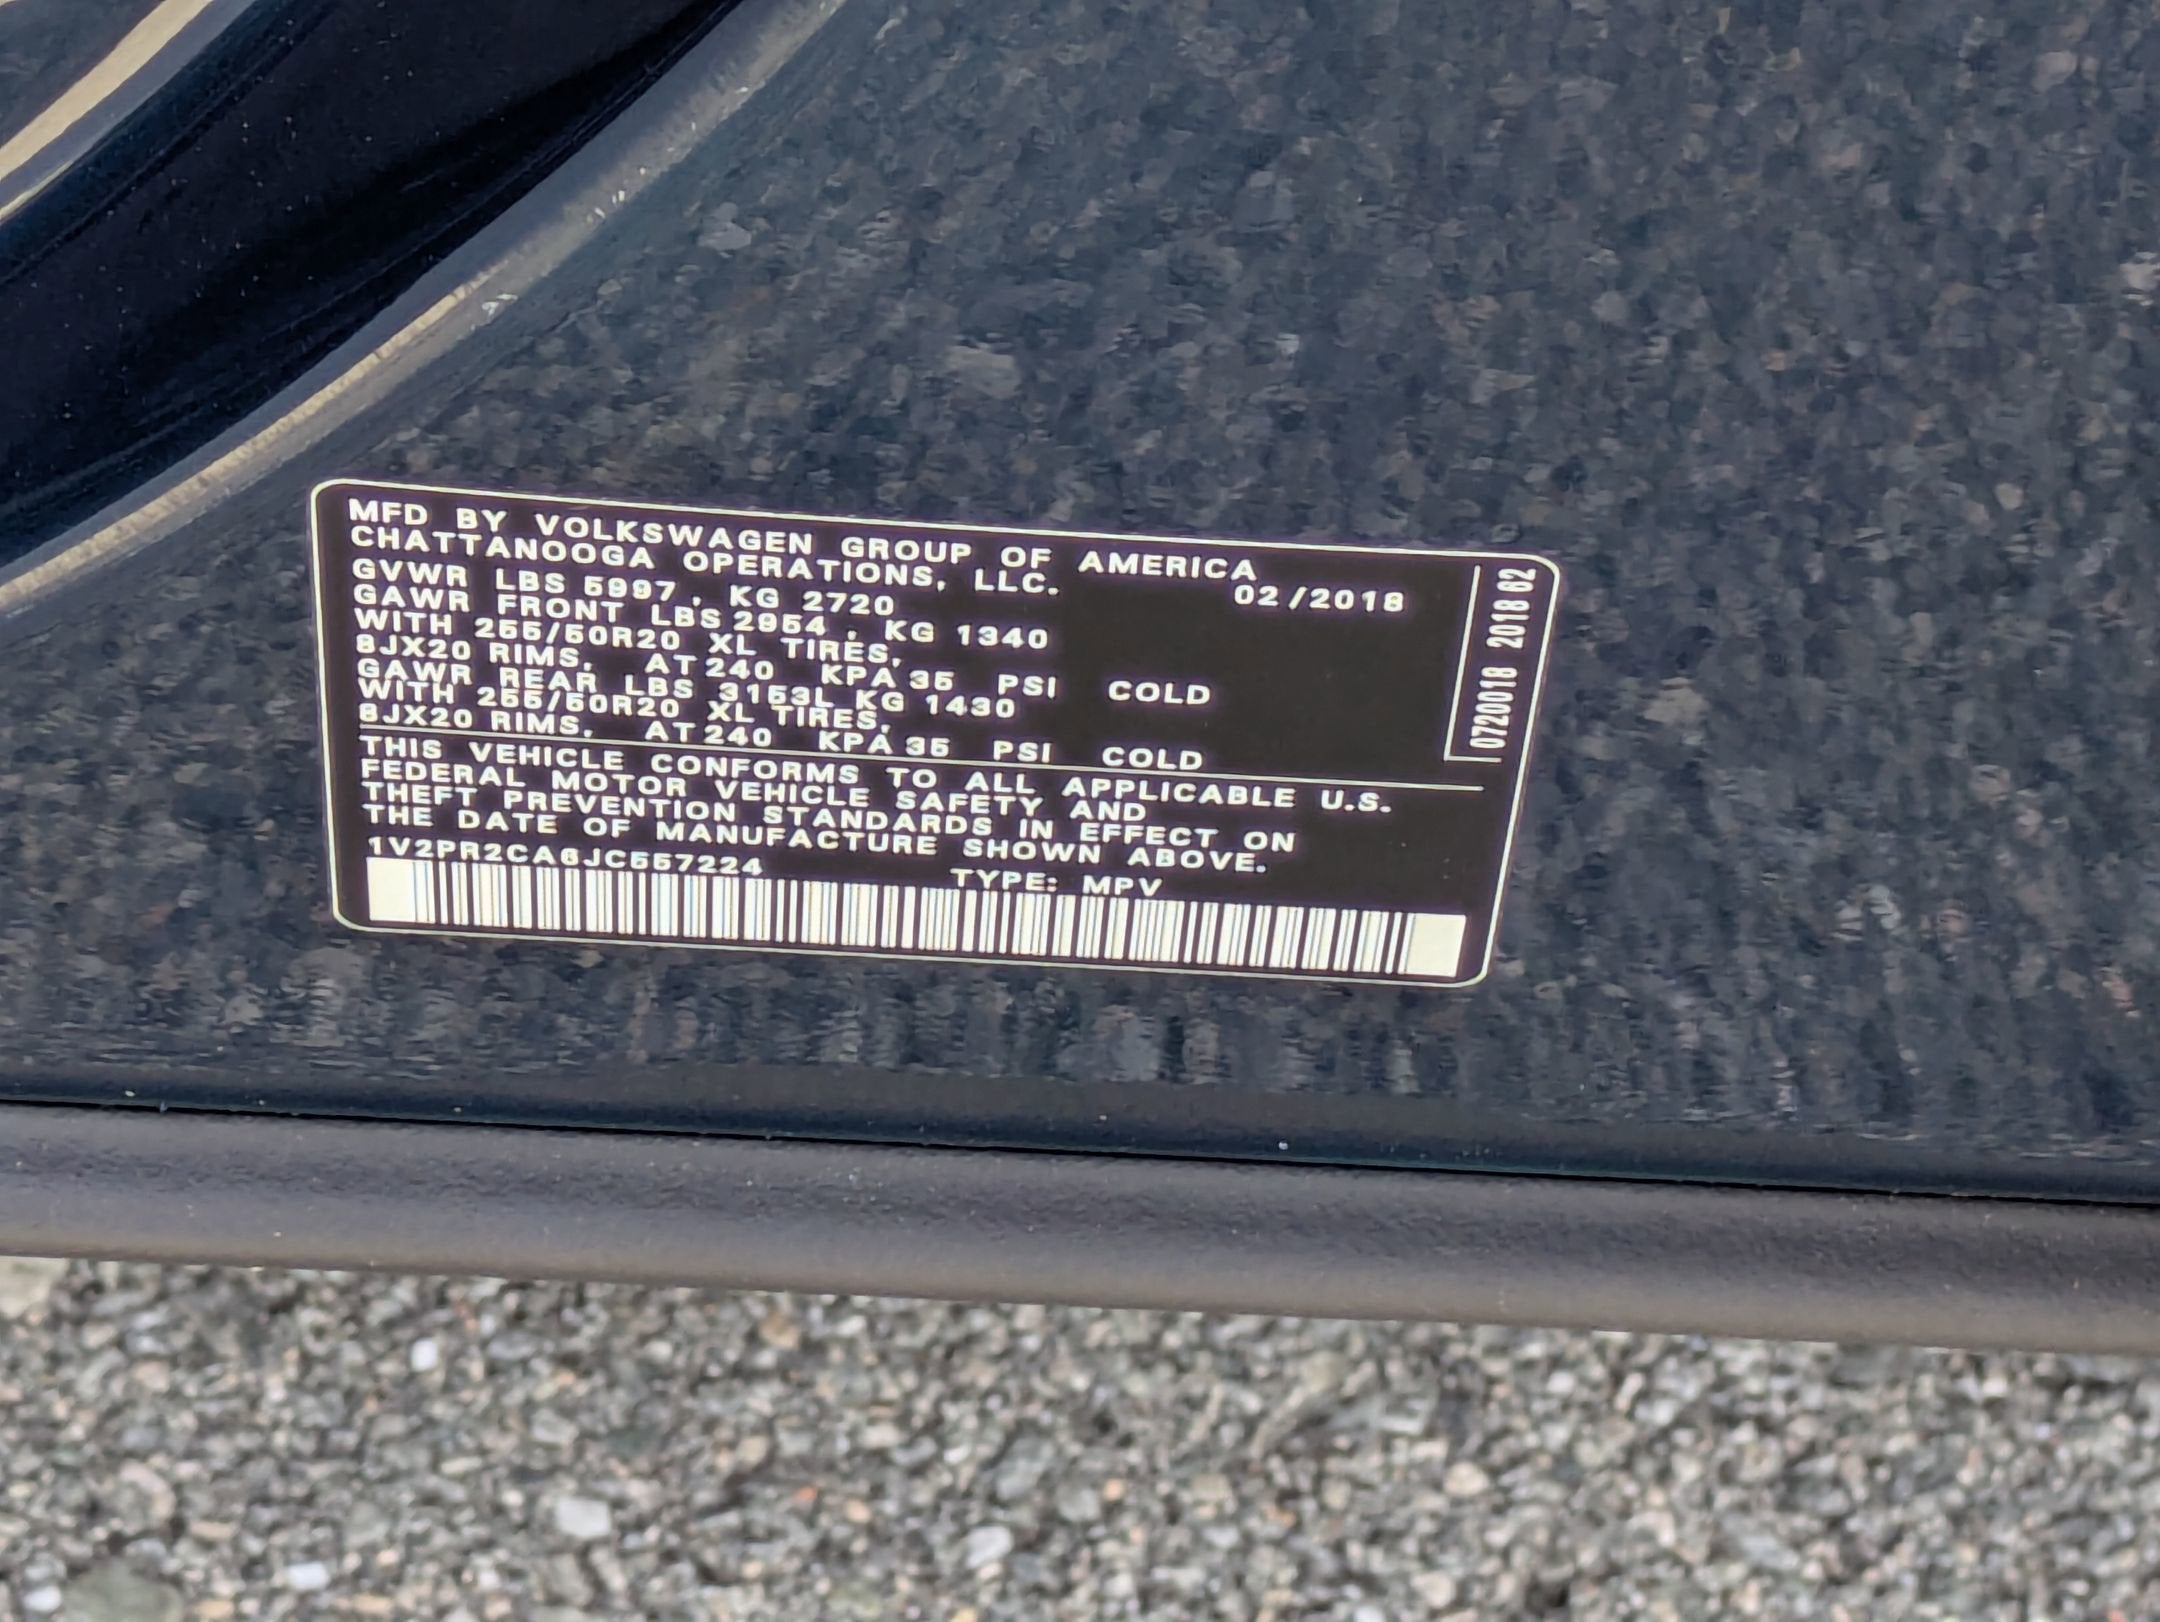 MFD BY VOLKSWAGEN GROUP OF AMERICA
CHATTANOOGA OPERATIONS, LLC.
02/2018
GVWR LBS 5997 , KG 2720
GAWR FRONT LBS 2954 , KG 1340
WITH 255/50R20 XL TIRES,
8JX20 RIMS, AT 240 KPA 35 PSI COLD
GAWR REAR LBS 3153L KG 1430
WITH 255/50R20 XL TIRES,
8JX20 RIMS, AT 240 KPA 35 PSI COLD
THIS VEHICLE CONFORMS TO ALL APPLICABLE U.S.
FEDERAL MOTOR VEHICLE SAFETY AND
THEFT PREVENTION STANDARDS IN EFFECT ON
THE DATE OF MANUFACTURE SHOWN ABOVE.
TYPE: MPV
0720018 2018